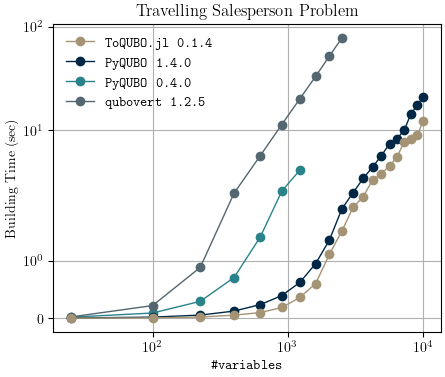 Travelling Salesperson Problem
ToQUBO.jl 0.1.4
PyQUBO 1.4.0
PyQUBO 0.4.0
qubovert 1.2.5
Building Time (sec)
10²
10¹
10⁰
0
10² 10³ 10⁴
#variables